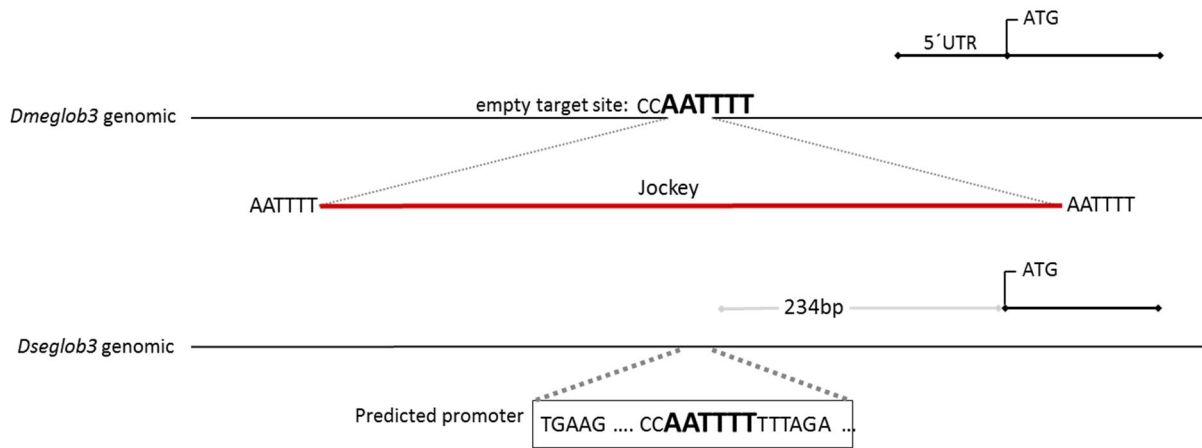 ATG
5´UTR
empty target site: CCAATTTT
Dmeglob3 genomic
Jockey
AATTTT
AATTTT
ATG
234bp
Dseglob3 genomic
Predicted promoter
TGAAG .... CCAATTTTTTTAGA ...